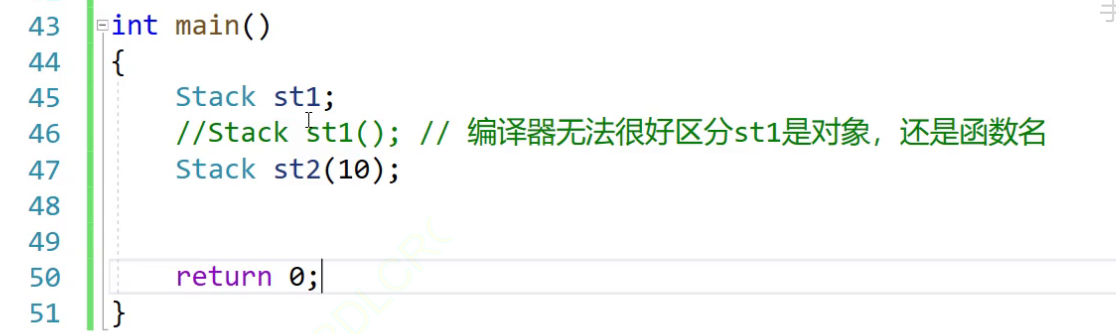 43 int main()
44 {
45 Stack st1;
46 //Stack st1(); // 编译器无法很好区分st1是对象，还是函数名
47 Stack st2(10);
48
49
50 return 0;
51 }